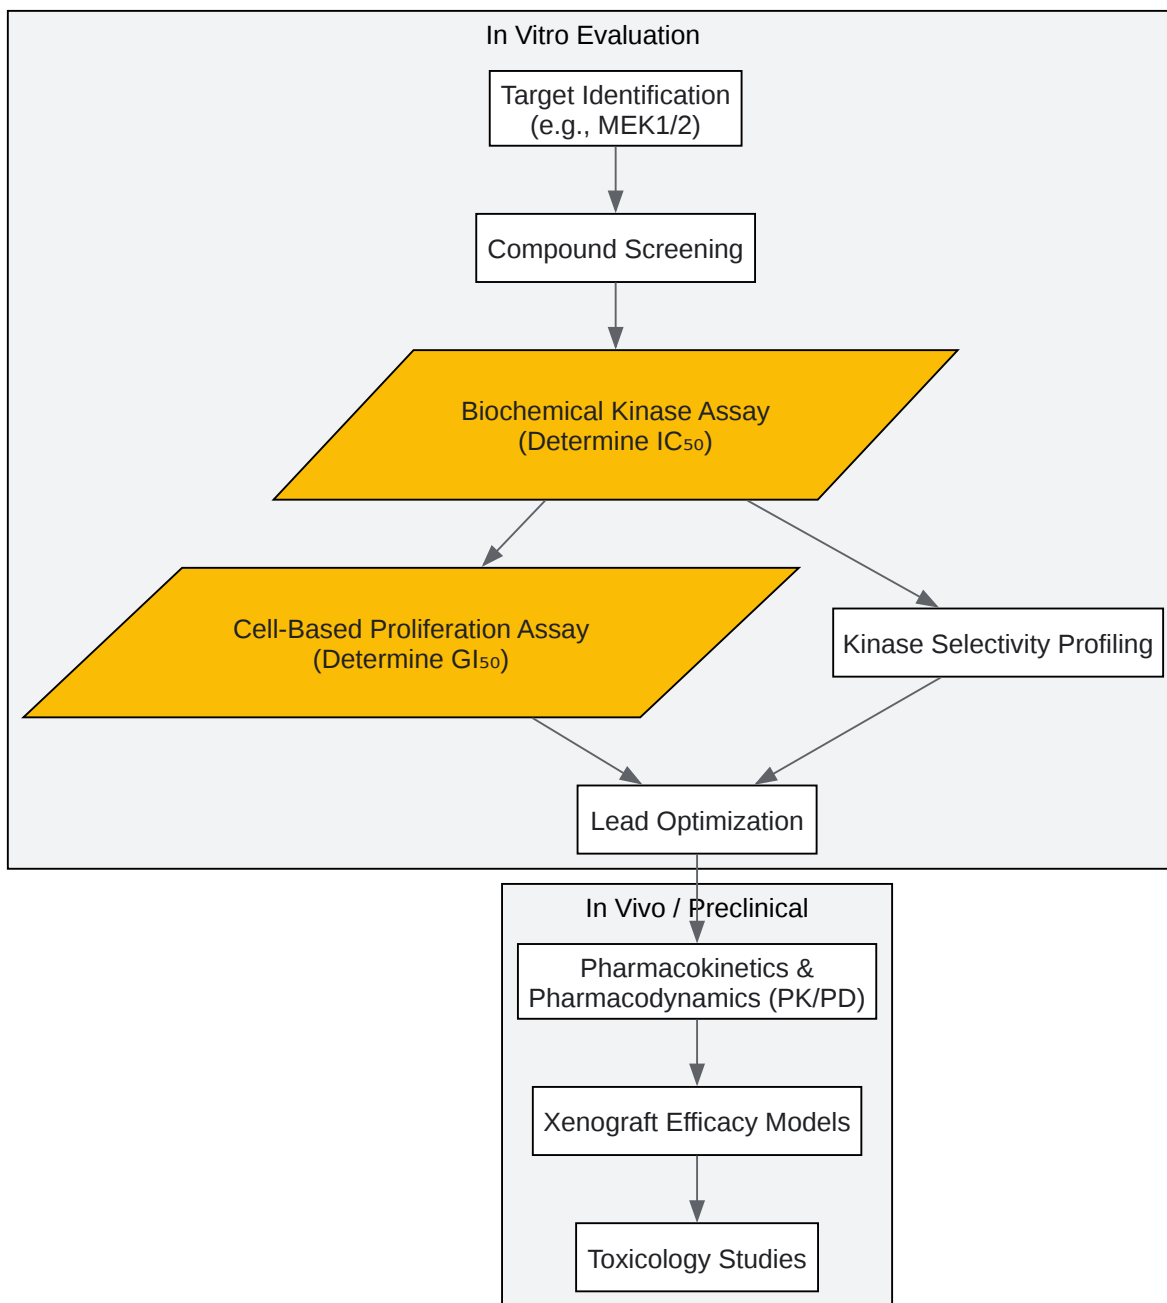 In Vitro Evaluation
Target Identification
(e.g., MEK1/2)
Compound Screening
Biochemical Kinase Assay
(Determine IC₅₀)
Cell-Based Proliferation Assay
(Determine GI₅₀)
Kinase Selectivity Profiling
Lead Optimization
In Vivo / Preclinical
Pharmacokinetics &
Pharmacodynamics (PK/PD)
Xenograft Efficacy Models
Toxicology Studies